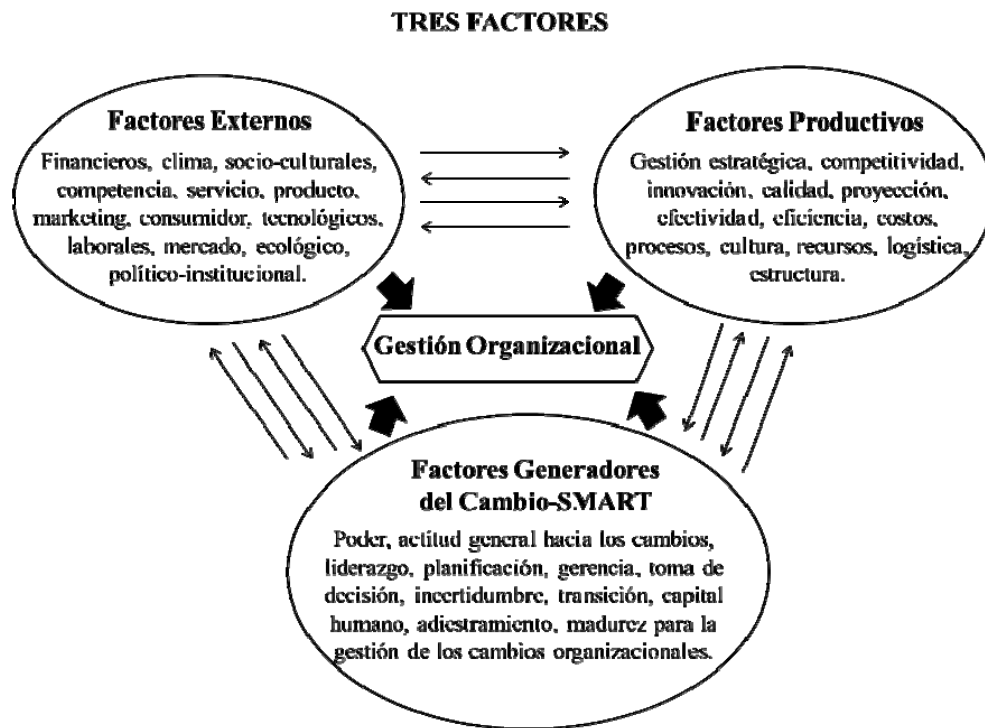 TRES FACTORES
Factores Externos
Financieros, clima, socio-culturales,
competencia, servicio, producto,
marketing, consumidor, tecnológicos,
laborales, mercado, ecológico,
político-institucional.
Factores Productivos
Gestión estratégica, competitividad,
innovación, calidad, proyección,
efectividad, eficiencia, costos,
procesos, cultura, recursos, logística,
estructura.
Gestión Organizacional
Factores Generadores
del Cambio-SMART
Poder, actitud general hacia los cambios,
liderazgo, planificación, gerencia, toma de
decisión, incertidumbre, transición, capital
humano, adiestramiento, madurez para la
gestión de los cambios organizacionales.